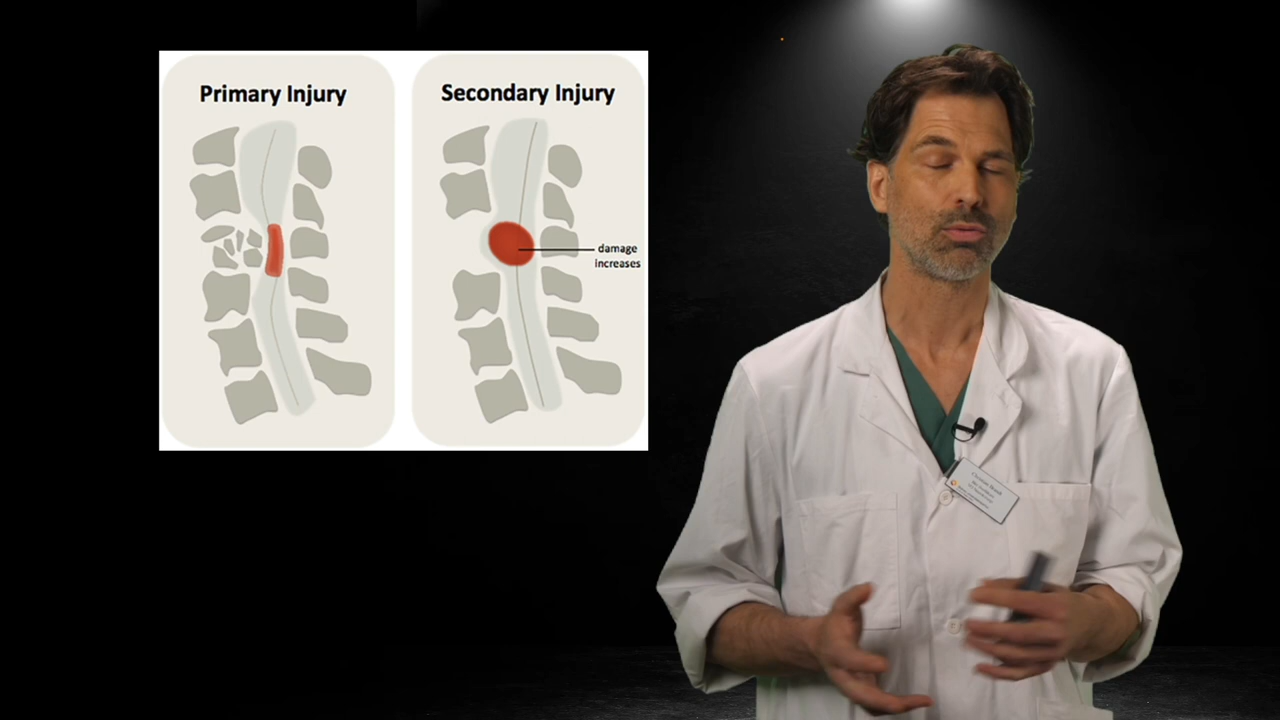 Primary Injury
Secondary Injury
damage
increases